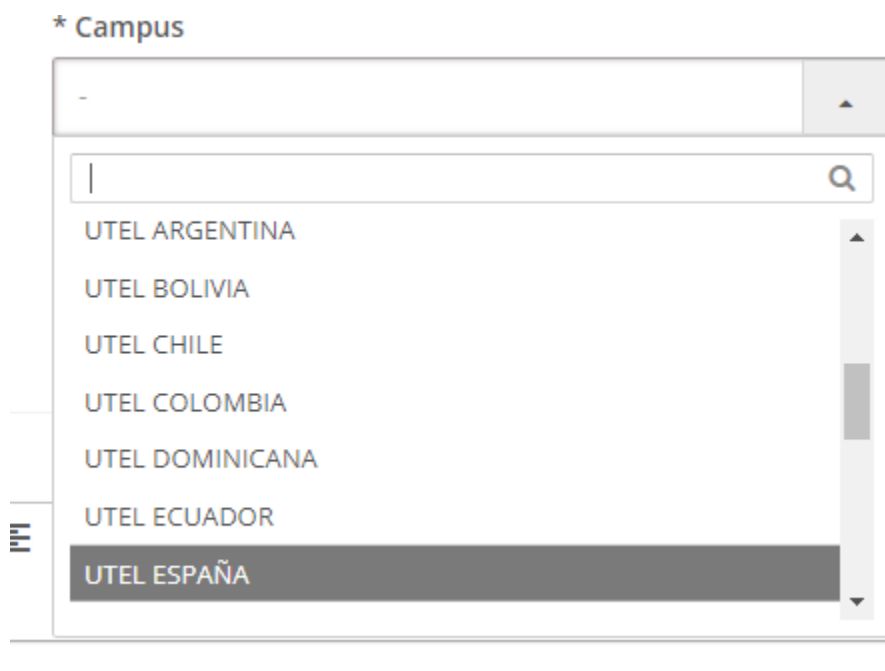 * Campus
-
UTEL ARGENTINA
UTEL BOLIVIA
UTEL CHILE
UTEL COLOMBIA
UTEL DOMINICANA
UTEL ECUADOR
UTEL ESPAÑA